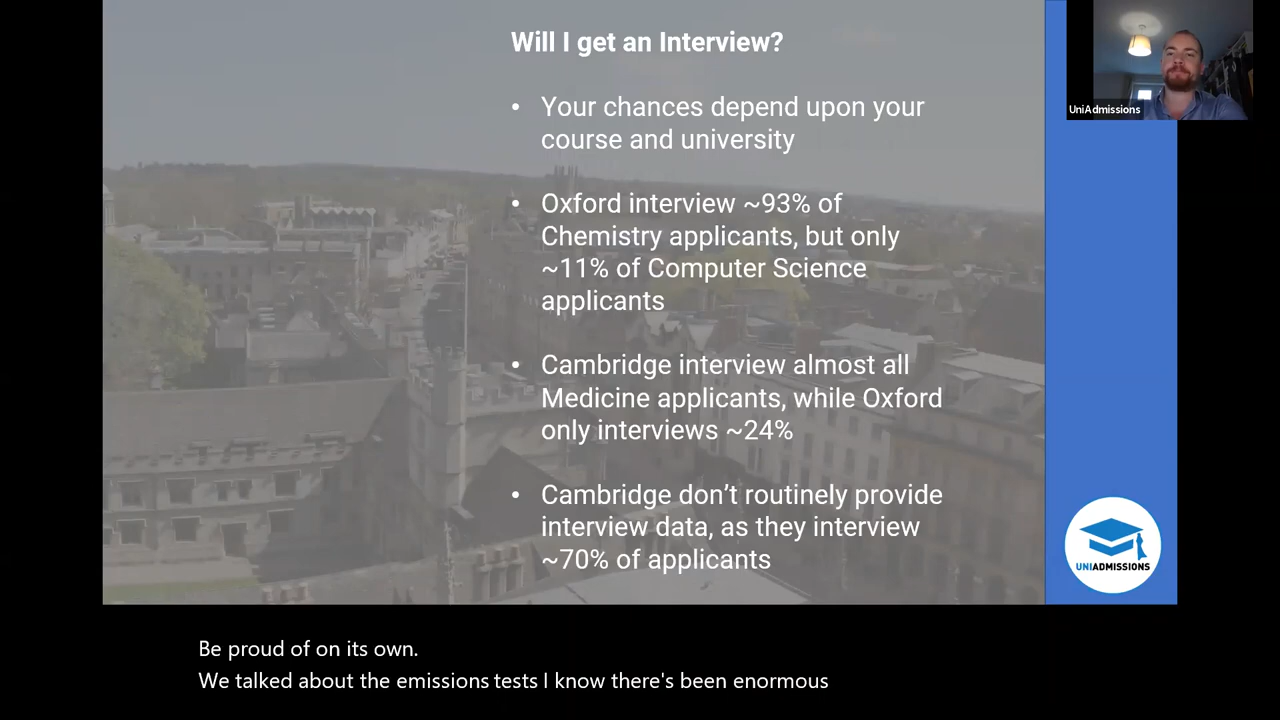 Will I get an Interview?
• Your chances depend upon your
course and university
• Oxford interview ~93% of
Chemistry applicants, but only
~11% of Computer Science
applicants
• Cambridge interview almost all
Medicine applicants, while Oxford
only interviews ~24%
• Cambridge don’t routinely provide
interview data, as they interview
~70% of applicants
UniAdmissions
UNIADMISSIONS
Be proud of on its own.
We talked about the emissions tests I know there's been enormous